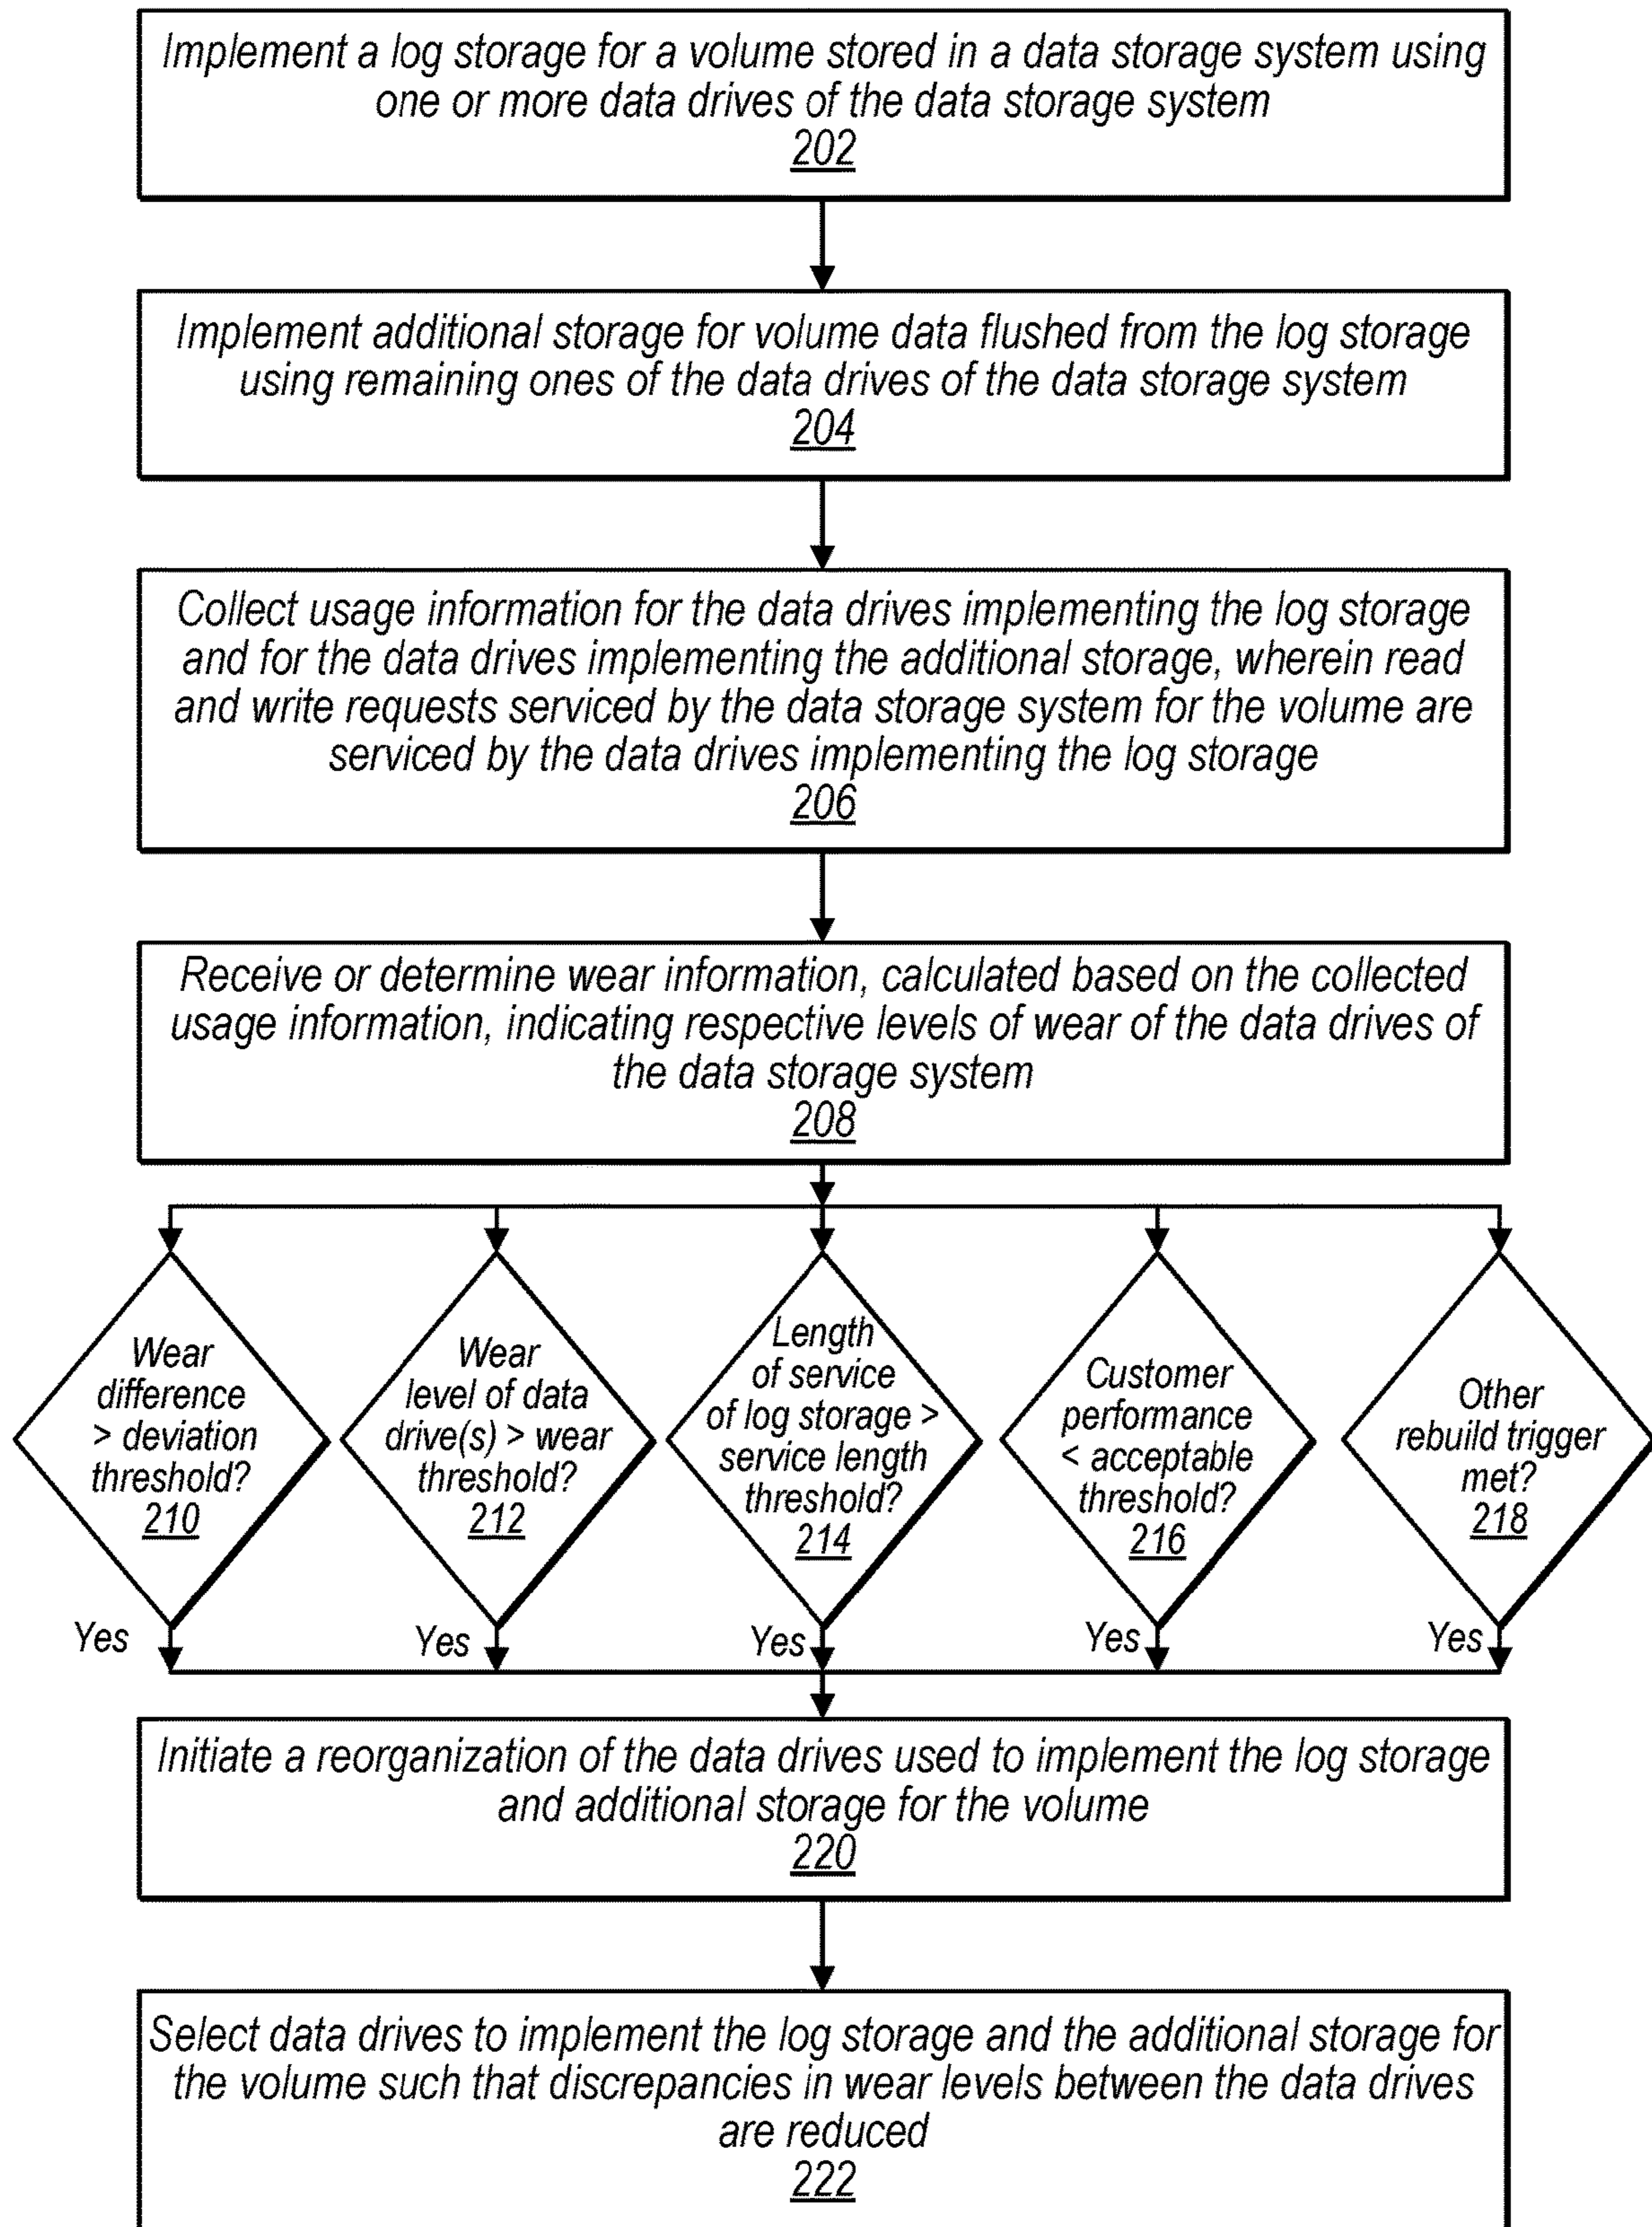 Implement a log storage for a volume stored in a data storage system using
one or more data drives of the data storage system
202
Implement additional storage for volume data flushed from the log storage
using remaining ones of the data drives of the data storage system
204
Collect usage information for the data drives implementing the log storage
and for the data drives implementing the additional storage, wherein read
and write requests serviced by the data storage system for the volume are
serviced by the data drives implementing the log storage
206
Receive or determine wear information, calculated based on the collected
usage information, indicating respective levels of wear of the data drives of
the data storage system
208
Wear
difference
> deviation
threshold?
210
Wear
level of data
drive(s) > wear
threshold?
212
Length
of service
of log storage >
service length
threshold?
214
Customer
performance
< acceptable
threshold?
216
Other
rebuild trigger
met?
218
Yes
Yes
Yes
Yes
Yes
Initiate a reorganization of the data drives used to implement the log storage
and additional storage for the volume
220
Select data drives to implement the log storage and the additional storage for
the volume such that discrepancies in wear levels between the data drives
are reduced
222